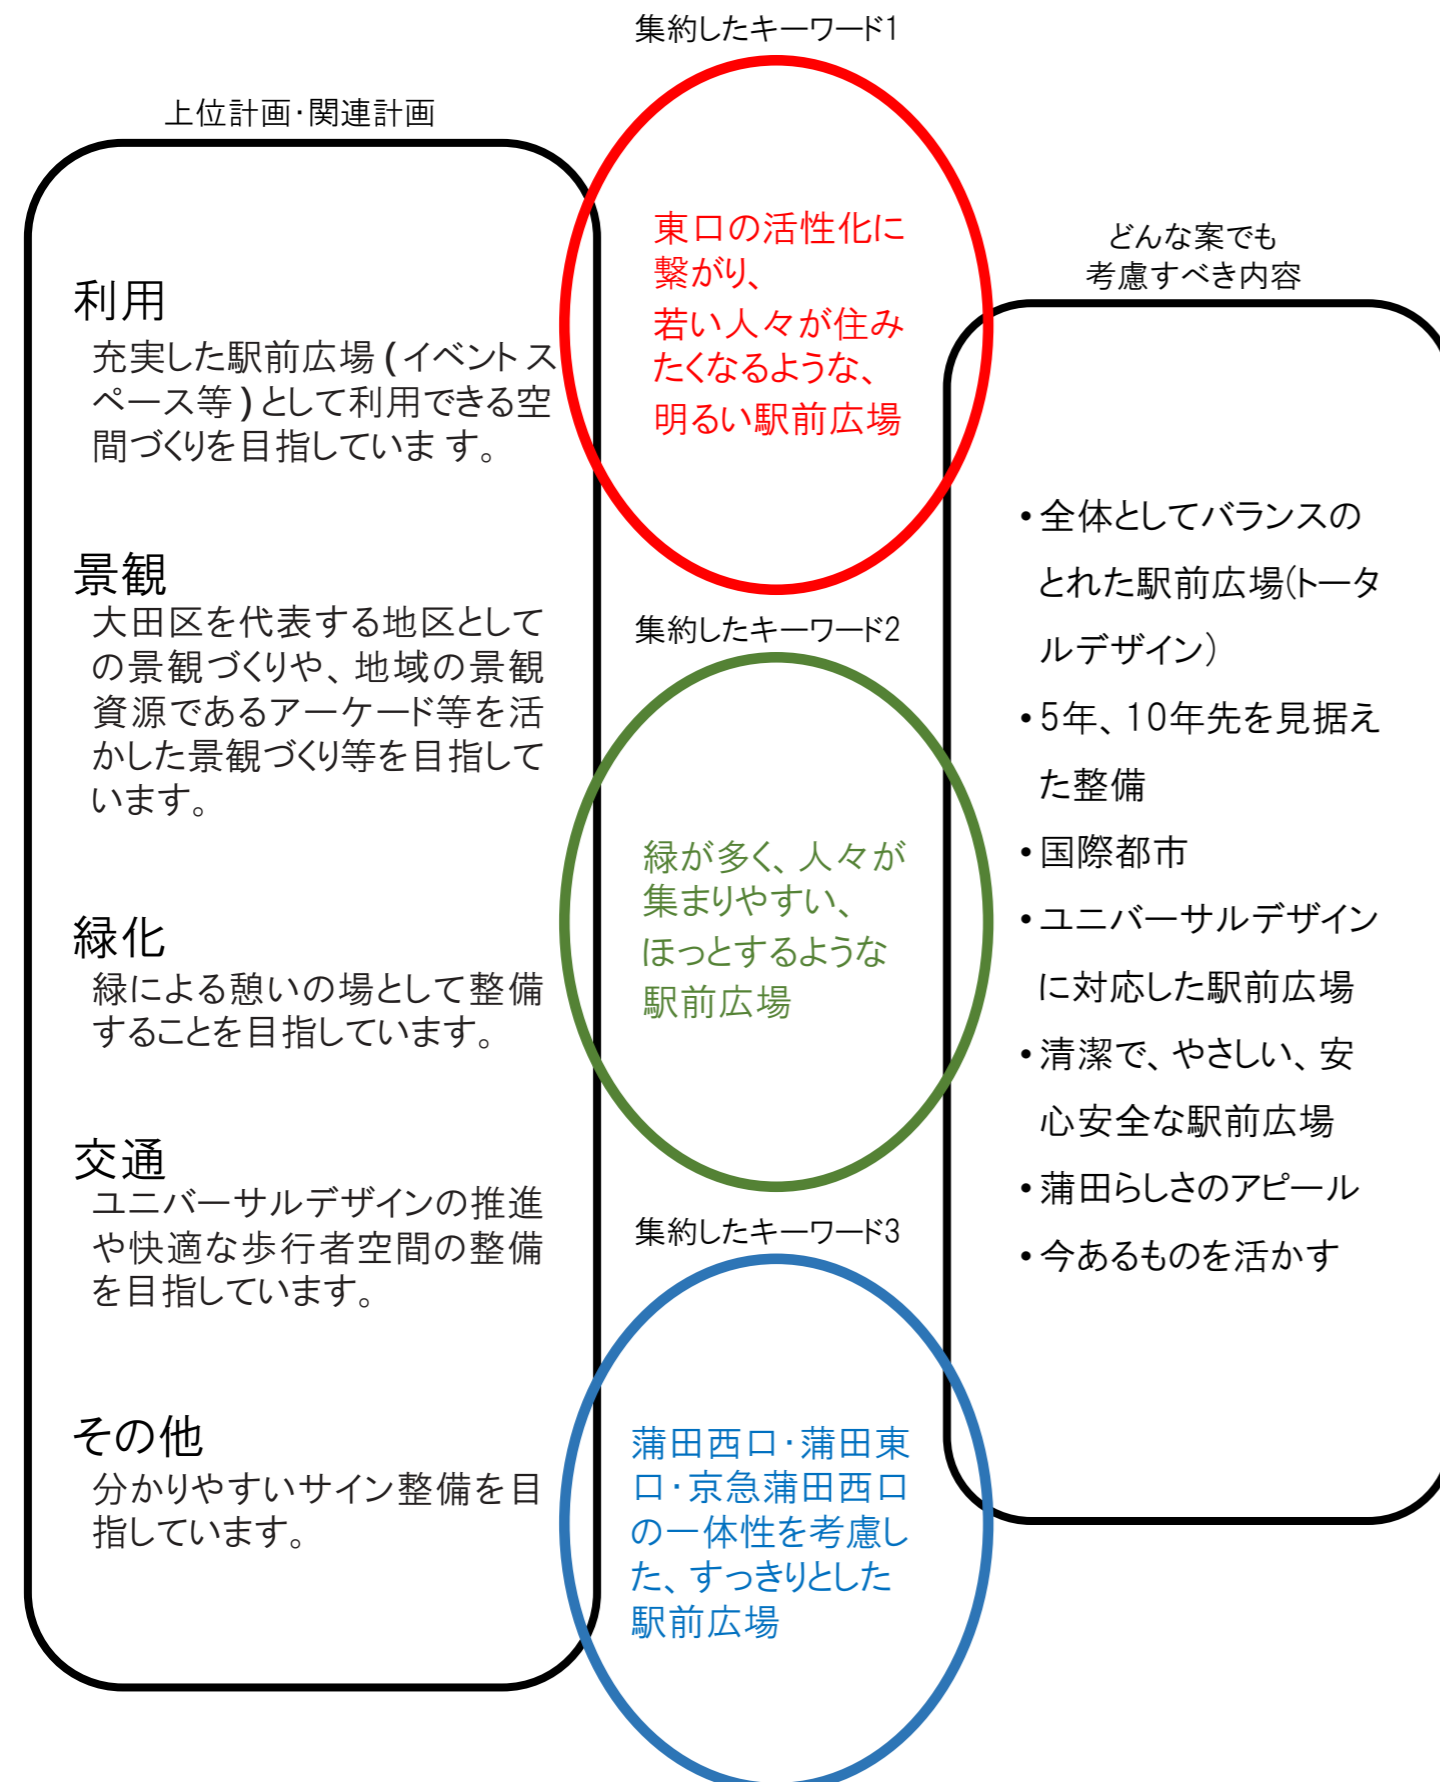 上位計画・関連計画
利用
充実した駅前広場(イベントス
ペース等)として利用できる空
間づくりを目指しています。
景観
大田区を代表する地区として
の景観づくりや、地域の景観
資源であるアーケード等を活
かした景観づくり等を目指して
います。
緑化
緑による憩いの場として整備
することを目指しています。
交通
ユニバーサルデザインの推進
や快適な歩行者空間の整備
を目指しています。
その他
分かりやすいサイン整備を目
指しています。
集約したキーワード1
東口の活性化に
繋がり、
若い人々が住み
たくなるような、
明るい駅前広場
集約したキーワード2
緑が多く、人々が
集まりやすい、
ほっとするような
駅前広場
集約したキーワード3
蒲田西口・蒲田東
口・京急蒲田西口
の一体性を考慮し
た、すっきりとした
駅前広場
どんな案でも
考慮すべき内容
•全体としてバランスの
とれた駅前広場(トータ
ルデザイン)
•5年、10年先を見据え
た整備
•国際都市
•ユニバーサルデザイン
に対応した駅前広場
•清潔で、やさしい、安
心安全な駅前広場
•蒲田らしさのアピール
•今あるものを活かす